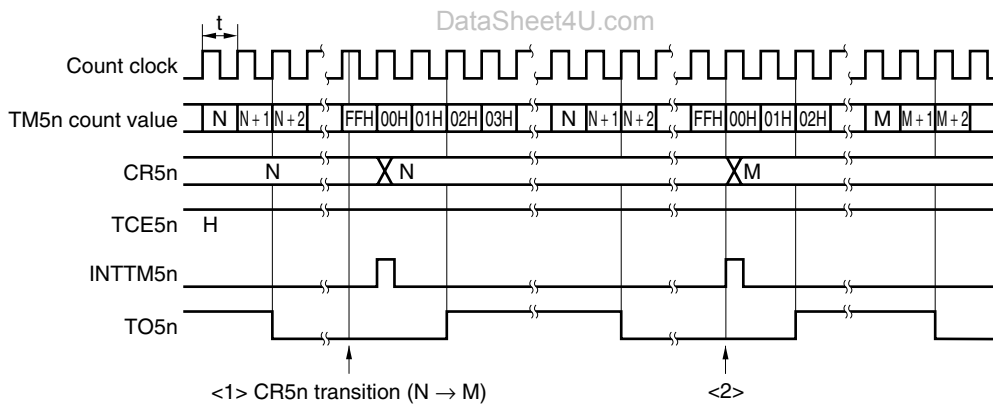 DataSheet4U.com
t
Count clock
TM5n count value N N + 1 N + 2 FFH 00H 01H 02H 03H N N + 1 N + 2 FFH 00H 01H 02H M M + 1 M + 2
CR5n N N M
TCE5n H
INTTM5n
TO5n
<1> CR5n transition (N → M) <2>